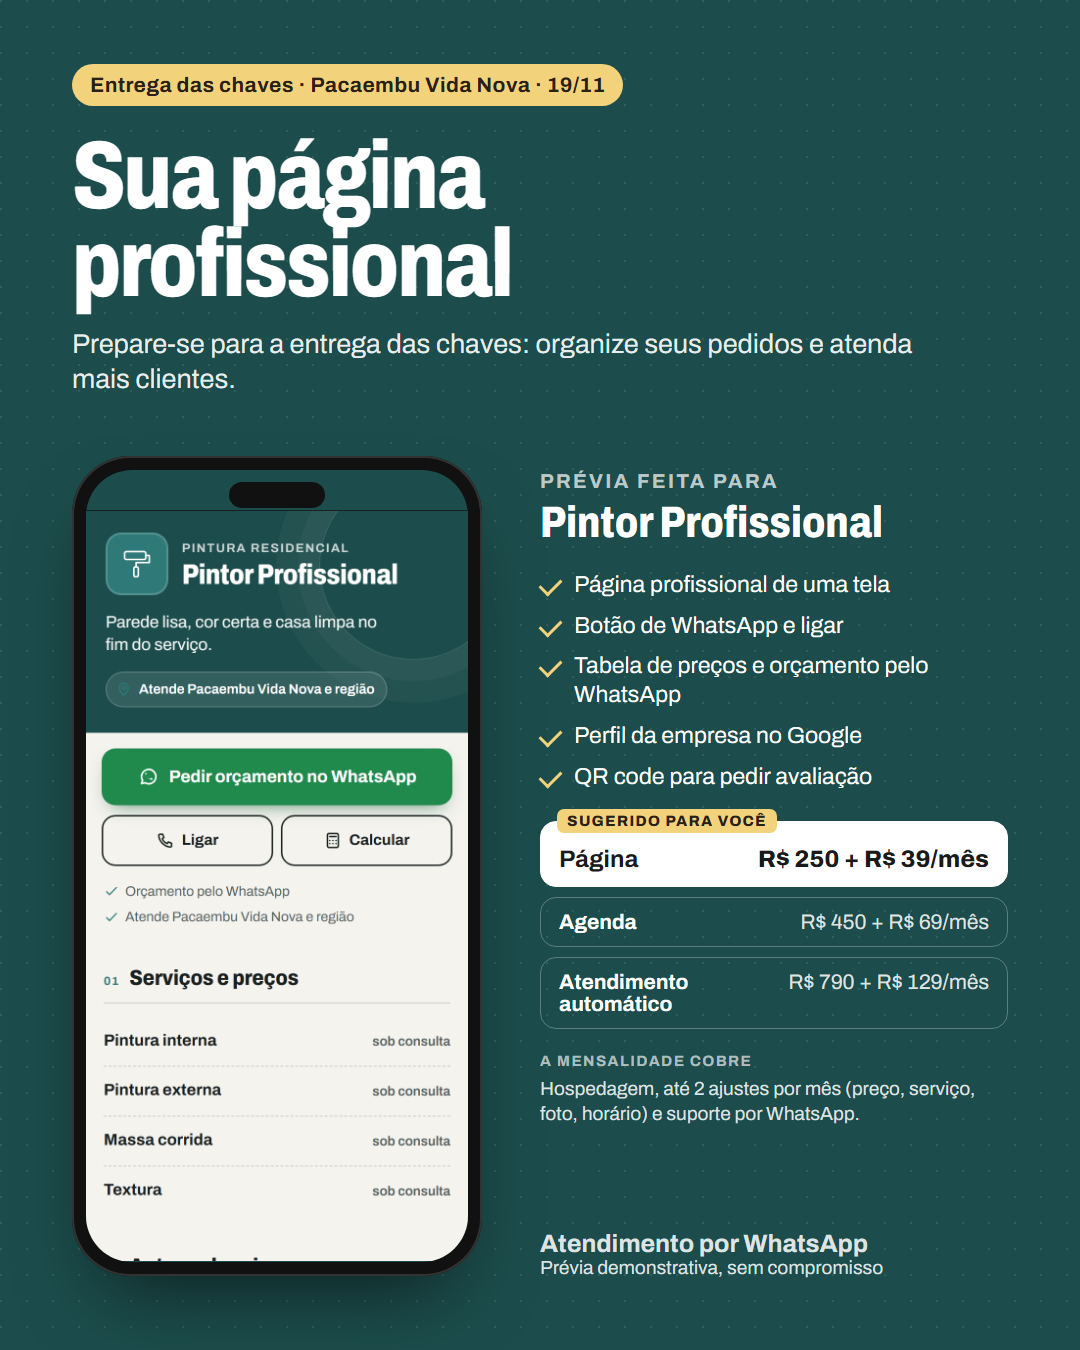 Entrega das chaves · Pacaembu Vida Nova · 19/11
Sua página
profissional
Prepare-se para a entrega das chaves: organize seus pedidos e atenda
mais clientes.
PINTURA RESIDENCIAL
Pintor Profissional
Parede lisa, cor certa e casa limpa no
fim do serviço.
Atende Pacaembu Vida Nova e região
Pedir orçamento no WhatsApp
Ligar
Calcular
Orçamento pelo WhatsApp
Atende Pacaembu Vida Nova e região
01 Serviços e preços
Pintura interna sob consulta
Pintura externa sob consulta
Massa corrida sob consulta
Textura sob consulta
PRÉVIA FEITA PARA
Pintor Profissional
Página profissional de uma tela
Botão de WhatsApp e ligar
Tabela de preços e orçamento pelo
WhatsApp
Perfil da empresa no Google
QR code para pedir avaliação
SUGERIDO PARA VOCÊ
Página R$ 250 + R$ 39/mês
Agenda R$ 450 + R$ 69/mês
Atendimento R$ 790 + R$ 129/mês
automático
A MENSALIDADE COBRE
Hospedagem, até 2 ajustes por mês (preço, serviço,
foto, horário) e suporte por WhatsApp.
Atendimento por WhatsApp
Prévia demonstrativa, sem compromisso